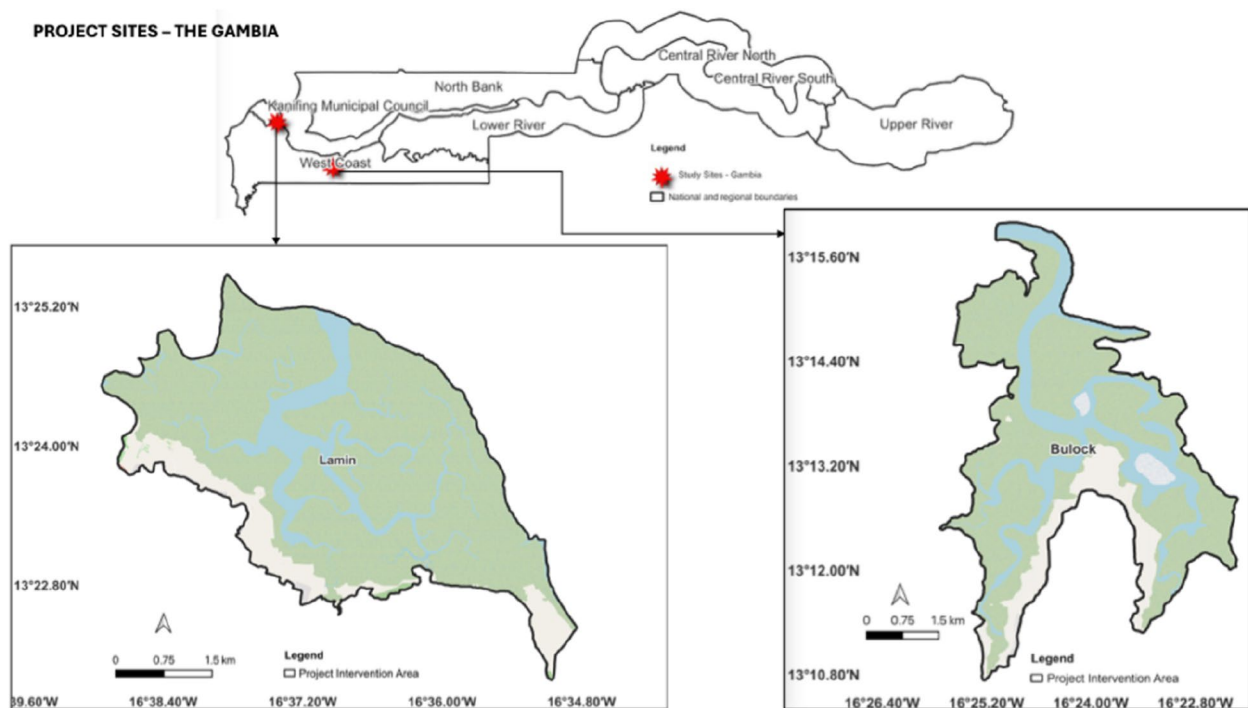 PROJECT SITES – THE GAMBIA
Central River North
Central River South
North Bank
Kanifing Municipal Council
Lower River
Upper River
West Coast
Legend
Study Sites - Gambia
National and regional boundaries
13°25.20'N
13°24.00'N
13°22.80'N
Lamin
0 0.75 1.5 km
Legend
Project Intervention Area
39.60'W 16°38.40'W 16°37.20'W 16°36.00'W 16°34.80'W
13°15.60'N
13°14.40'N
13°13.20'N
13°12.00'N
13°10.80'N
Bulock
0 0.75 1.5 km
Legend
Project Intervention Area
16°26.40'W 16°25.20'W 16°24.00'W 16°22.80'W